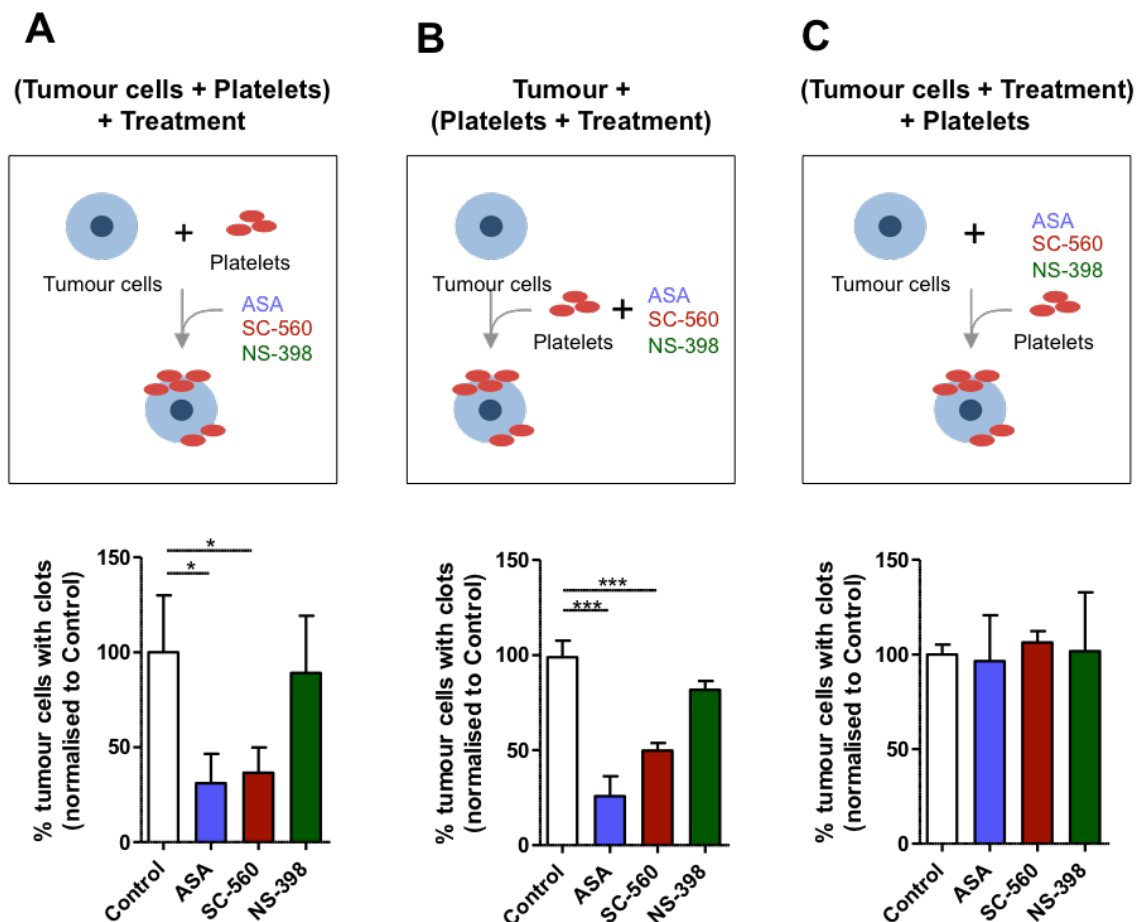 A
(Tumour cells + Platelets)
+ Treatment
+
Platelets
Tumour cells
ASA
SC-560
NS-398
150
100
50
0
% tumour cells with clots
(normalised to Control)
*
*
Control
ASA
SC-560
NS-398
B
Tumour +
(Platelets + Treatment)
Tumour cells
+
ASA
SC-560
NS-398
Platelets
150
100
50
0
% tumour cells with clots
(normalised to Control)
***
***
Control
ASA
SC-560
NS-398
C
(Tumour cells + Treatment)
+ Platelets
+
ASA
SC-560
NS-398
Tumour cells
Platelets
150
100
50
0
% tumour cells with clots
(normalised to Control)
Control
ASA
SC-560
NS-398